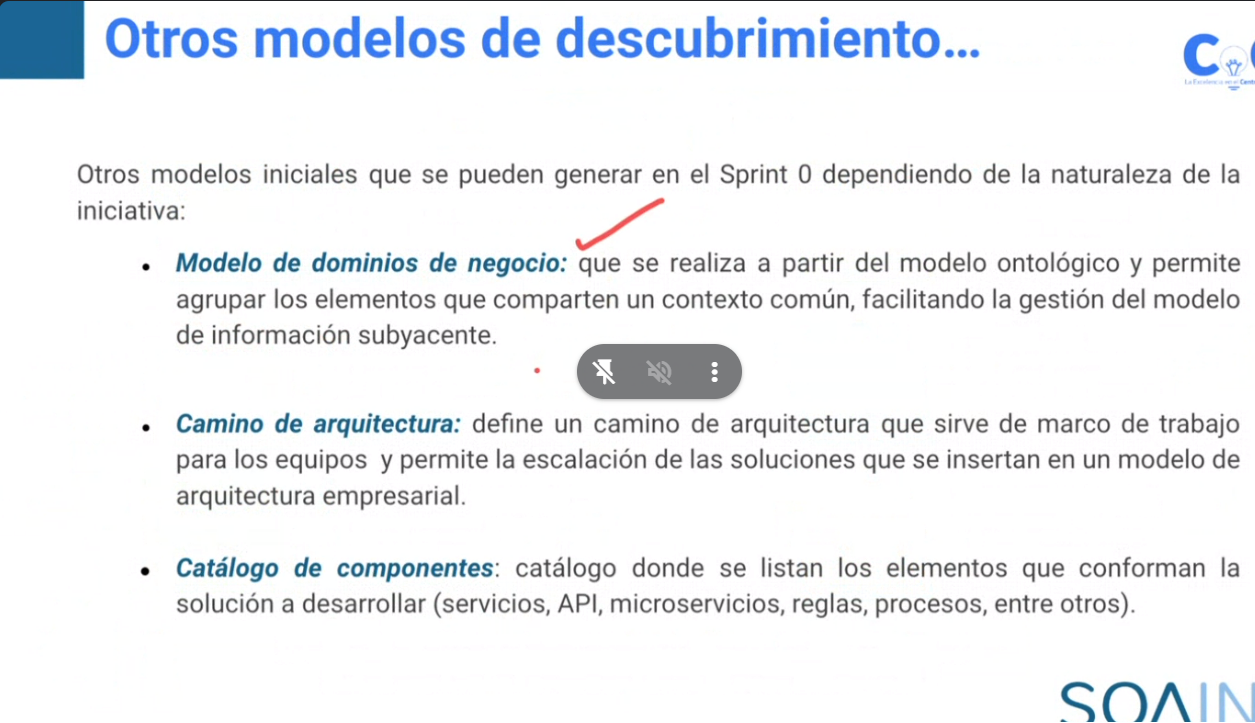 Otros modelos de descubrimiento...
Otros modelos iniciales que se pueden generar en el Sprint 0 dependiendo de la naturaleza de la
iniciativa:
• Modelo de dominios de negocio: que se realiza a partir del modelo ontológico y permite
agrupar los elementos que comparten un contexto común, facilitando la gestión del modelo
de información subyacente.
• Camino de arquitectura: define un camino de arquitectura que sirve de marco de trabajo
para los equipos y permite la escalación de las soluciones que se insertan en un modelo de
arquitectura empresarial.
• Catálogo de componentes: catálogo donde se listan los elementos que conforman la
solución a desarrollar (servicios, API, microservicios, reglas, procesos, entre otros).
SOAIN